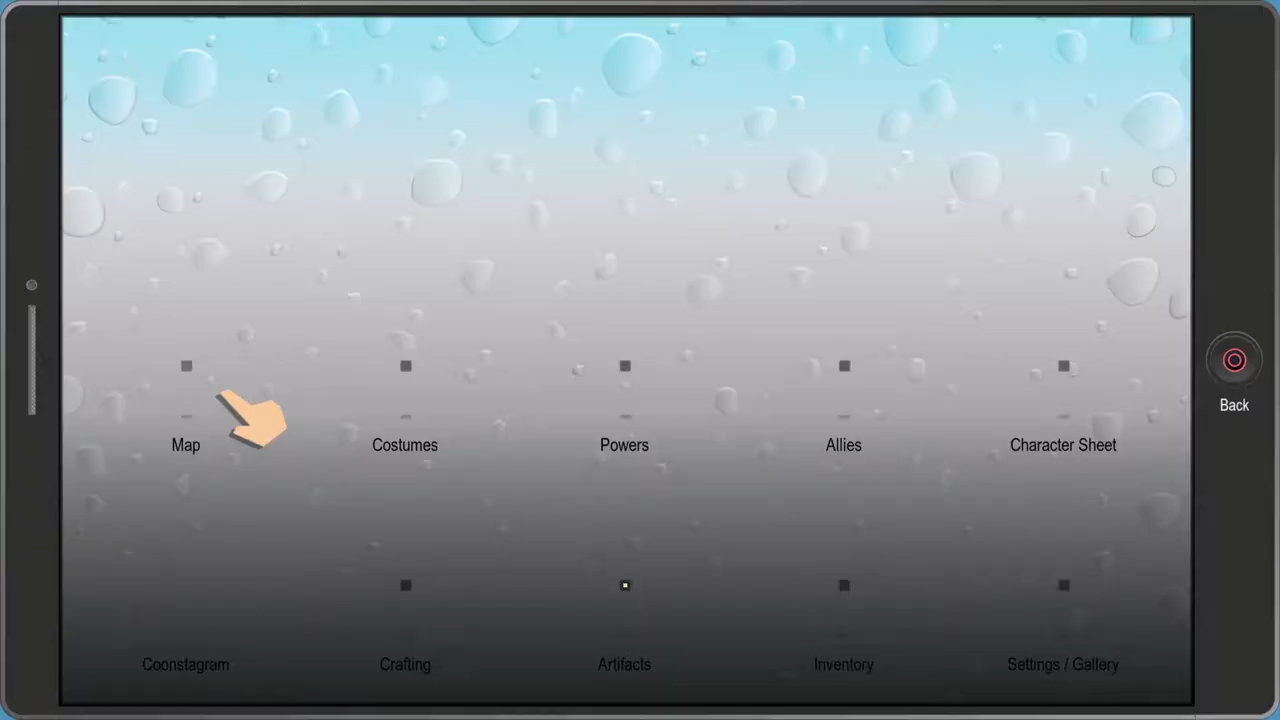 Map
Costumes
Powers
Allies
Character Sheet
Back
Coonstagram
Crafting
Artifacts
Inventory
Settings / Gallery